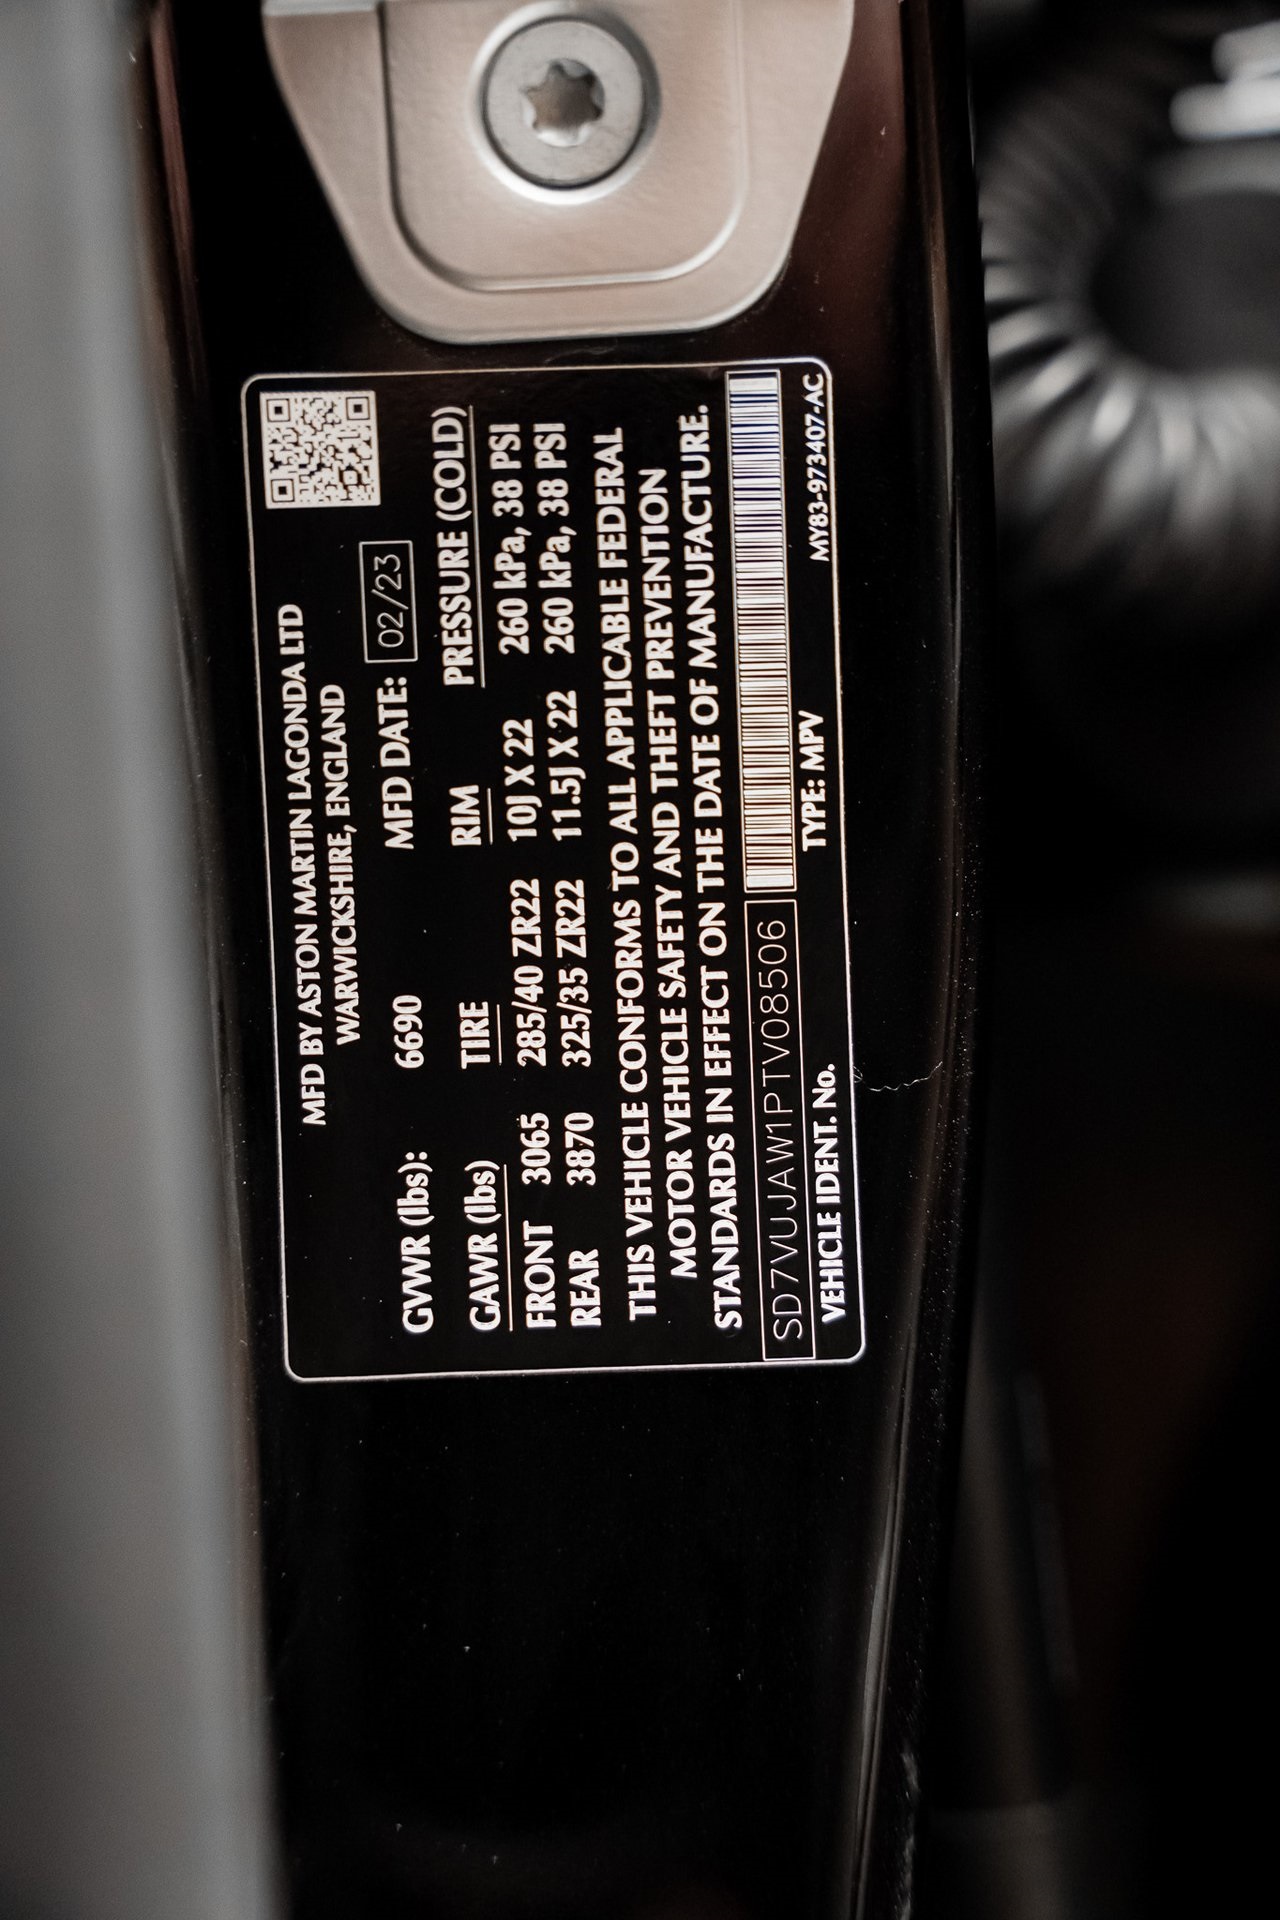 MFD BY ASTON MARTIN LAGONDA LTD
WARWICKSHIRE, ENGLAND
GVWR (lbs): 6690 MFD DATE: 02/23
GAWR (lbs) TIRE RIM PRESSURE (COLD)
FRONT 3065 285/40 ZR22 10J X 22 260 kPa, 38 PSI
REAR 3870 325/35 ZR22 11.5J X 22 260 kPa, 38 PSI
THIS VEHICLE CONFORMS TO ALL APPLICABLE FEDERAL
MOTOR VEHICLE SAFETY AND THEFT PREVENTION
STANDARDS IN EFFECT ON THE DATE OF MANUFACTURE.
SD7VUJAW1PTV08506
VEHICLE IDENT. No. TYPE: MPV MY83-973407-AC